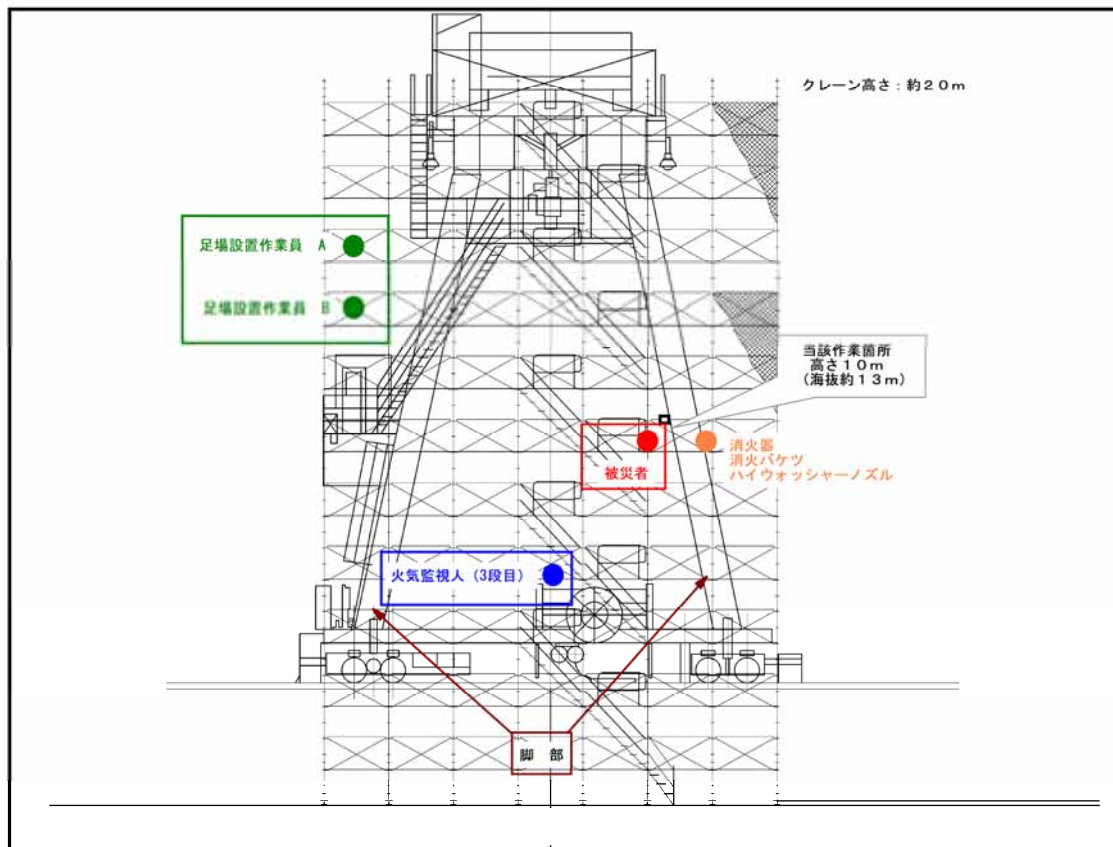 クレーン高さ：約２０ｍ
足場設置作業員　A
足場設置作業員　B
当該作業箇所
高さ１０ｍ
（海抜約１３ｍ）
消火器
消火バケツ
ハイウォッシャーノズル
被災者
火気監視人（3段目）
脚　部